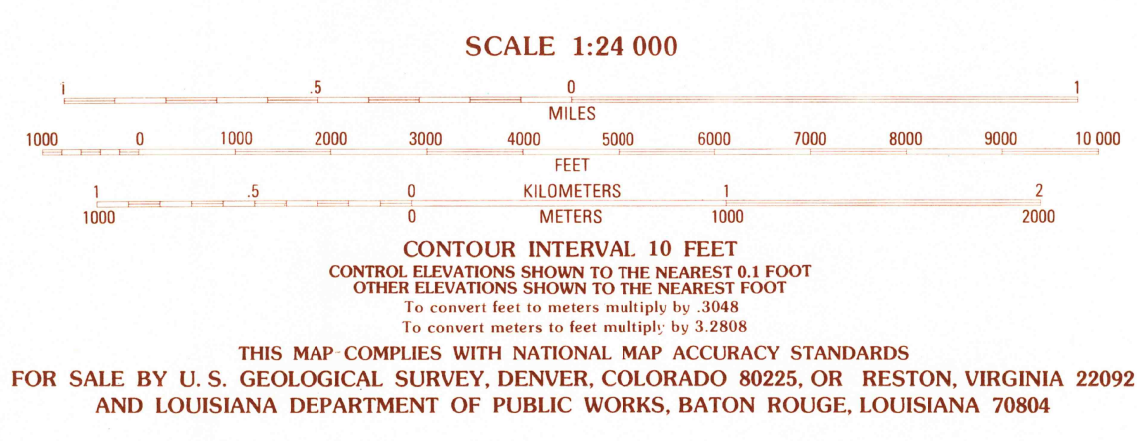 SCALE 1:24 000
1 .5 0 1
MILES
1000 0 1000 2000 3000 4000 5000 6000 7000 8000 9000 10 000
FEET
1 .5 0 KILOMETERS 1 2
1000 0 METERS 1000 2000
CONTOUR INTERVAL 10 FEET
CONTROL ELEVATIONS SHOWN TO THE NEAREST 0.1 FOOT
OTHER ELEVATIONS SHOWN TO THE NEAREST FOOT
To convert feet to meters multiply by .3048
To convert meters to feet multiply by 3.2808
THIS MAP COMPLIES WITH NATIONAL MAP ACCURACY STANDARDS
FOR SALE BY U. S. GEOLOGICAL SURVEY, DENVER, COLORADO 80225, OR RESTON, VIRGINIA 22092
AND LOUISIANA DEPARTMENT OF PUBLIC WORKS, BATON ROUGE, LOUISIANA 70804